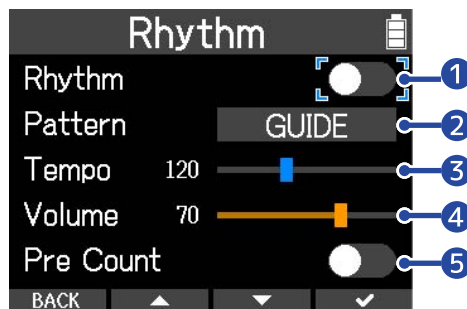 Rhythm
Rhythm 1
Pattern GUIDE 2
Tempo 120 3
Volume 70 4
Pre Count 5
BACK